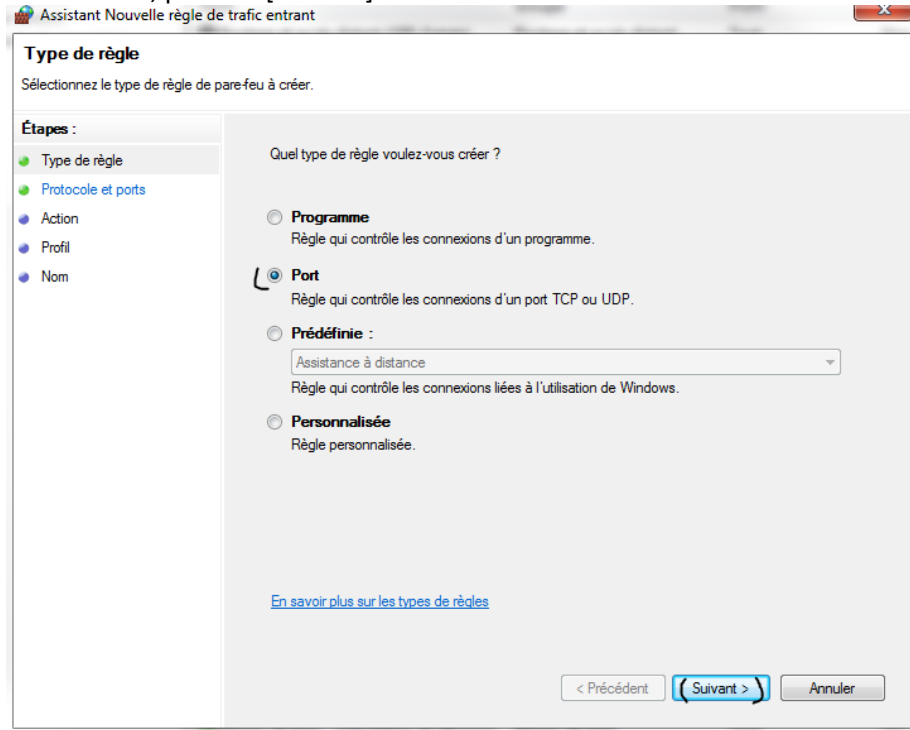 Assistant Nouvelle règle de trafic entrant
Type de règle
Sélectionnez le type de règle de pare-feu à créer.
Étapes :
Type de règle
Protocole et ports
Action
Profil
Nom
Quel type de règle voulez-vous créer ?
Programme
Règle qui contrôle les connexions d'un programme.
Port
Règle qui contrôle les connexions d'un port TCP ou UDP.
Prédéfinie :
Assistance à distance
Règle qui contrôle les connexions liées à l'utilisation de Windows.
Personnalisée
Règle personnalisée.
En savoir plus sur les types de règles
< Précédent
Suivant >
Annuler